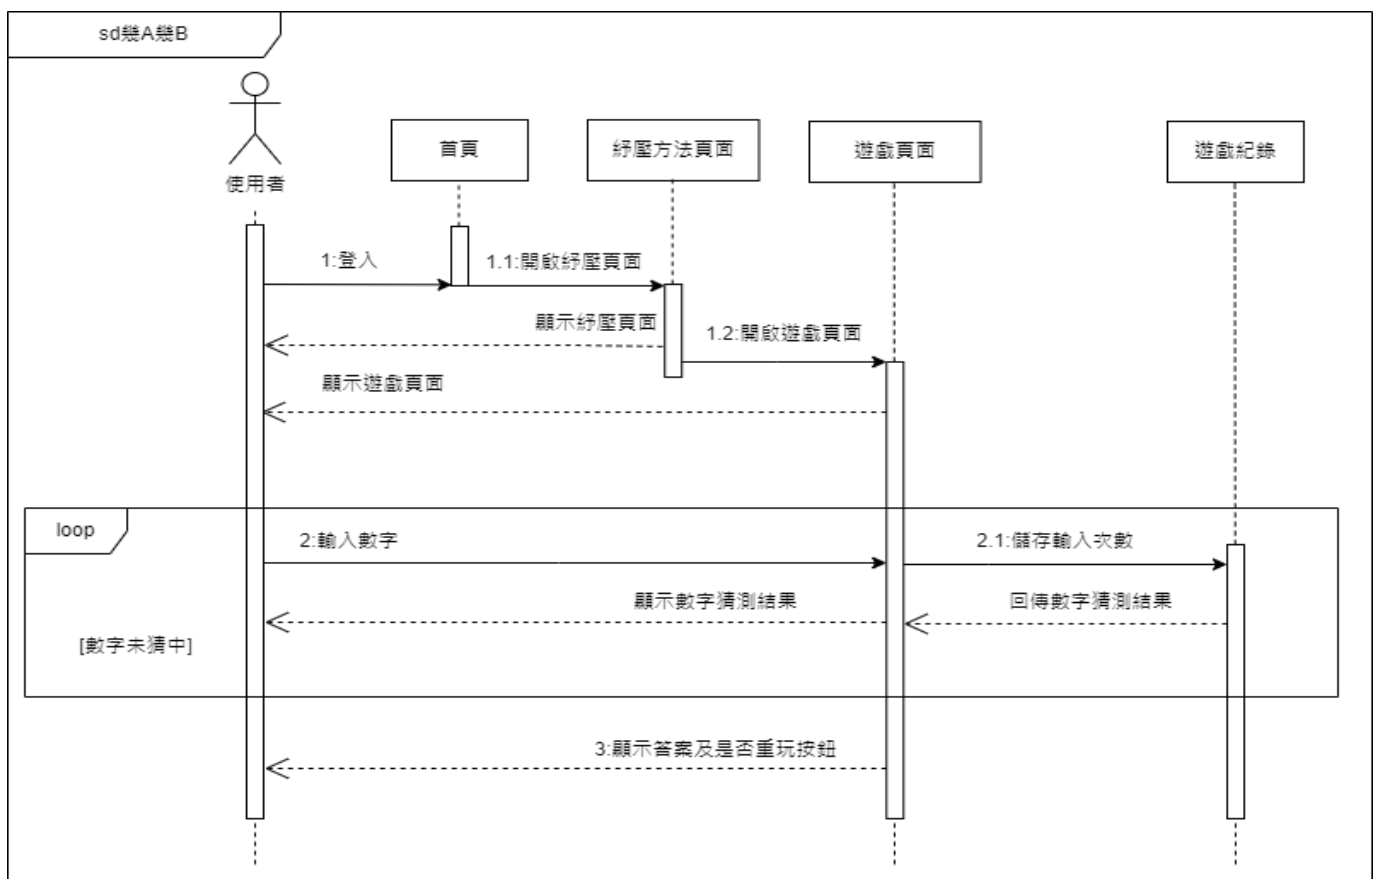 sd幾A幾B
使用者
首頁
紓壓方法頁面
遊戲頁面
遊戲紀錄
1:登入
1.1:開啟紓壓頁面
顯示紓壓頁面
1.2:開啟遊戲頁面
顯示遊戲頁面
loop
2:輸入數字
2.1:儲存輸入次數
顯示數字猜測結果
回傳數字猜測結果
[數字未猜中]
3:顯示答案及是否重玩按鈕